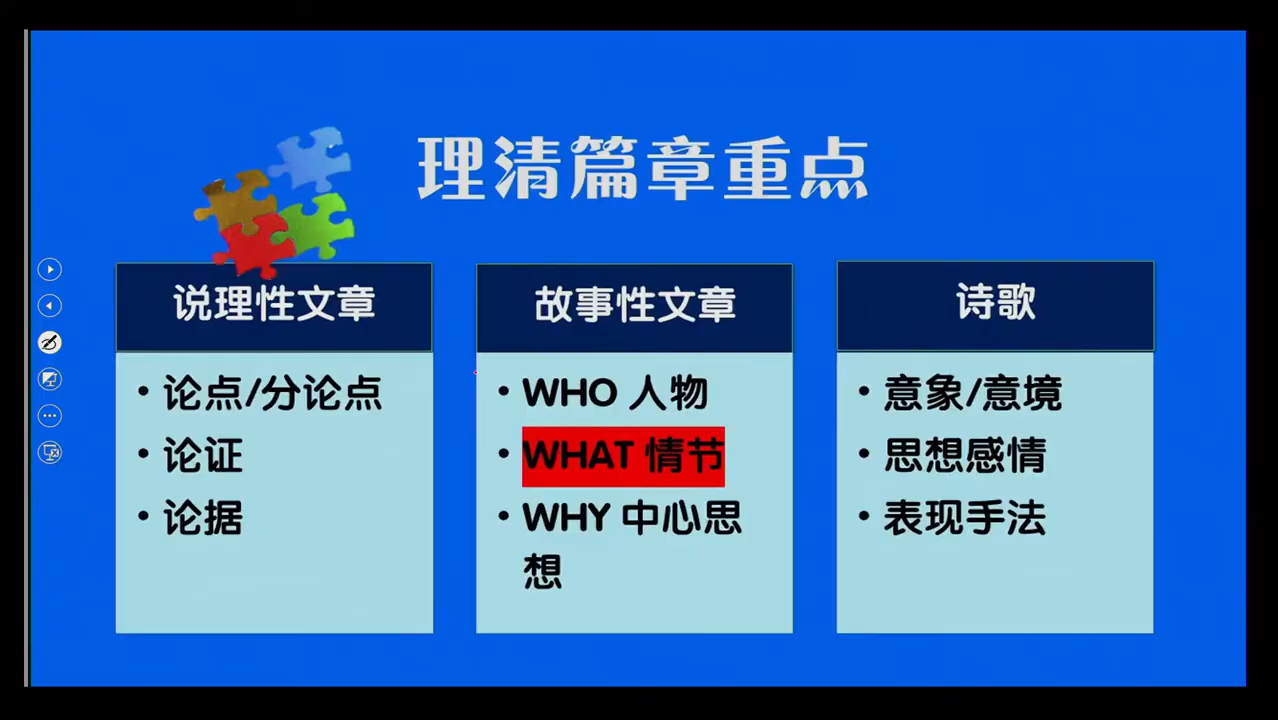 理清篇章重点
说理性文章
• 论点/分论点
• 论证
• 论据
故事性文章
• WHO 人物
• WHAT 情节
• WHY 中心思
想
诗歌
• 意象/意境
• 思想感情
• 表现手法